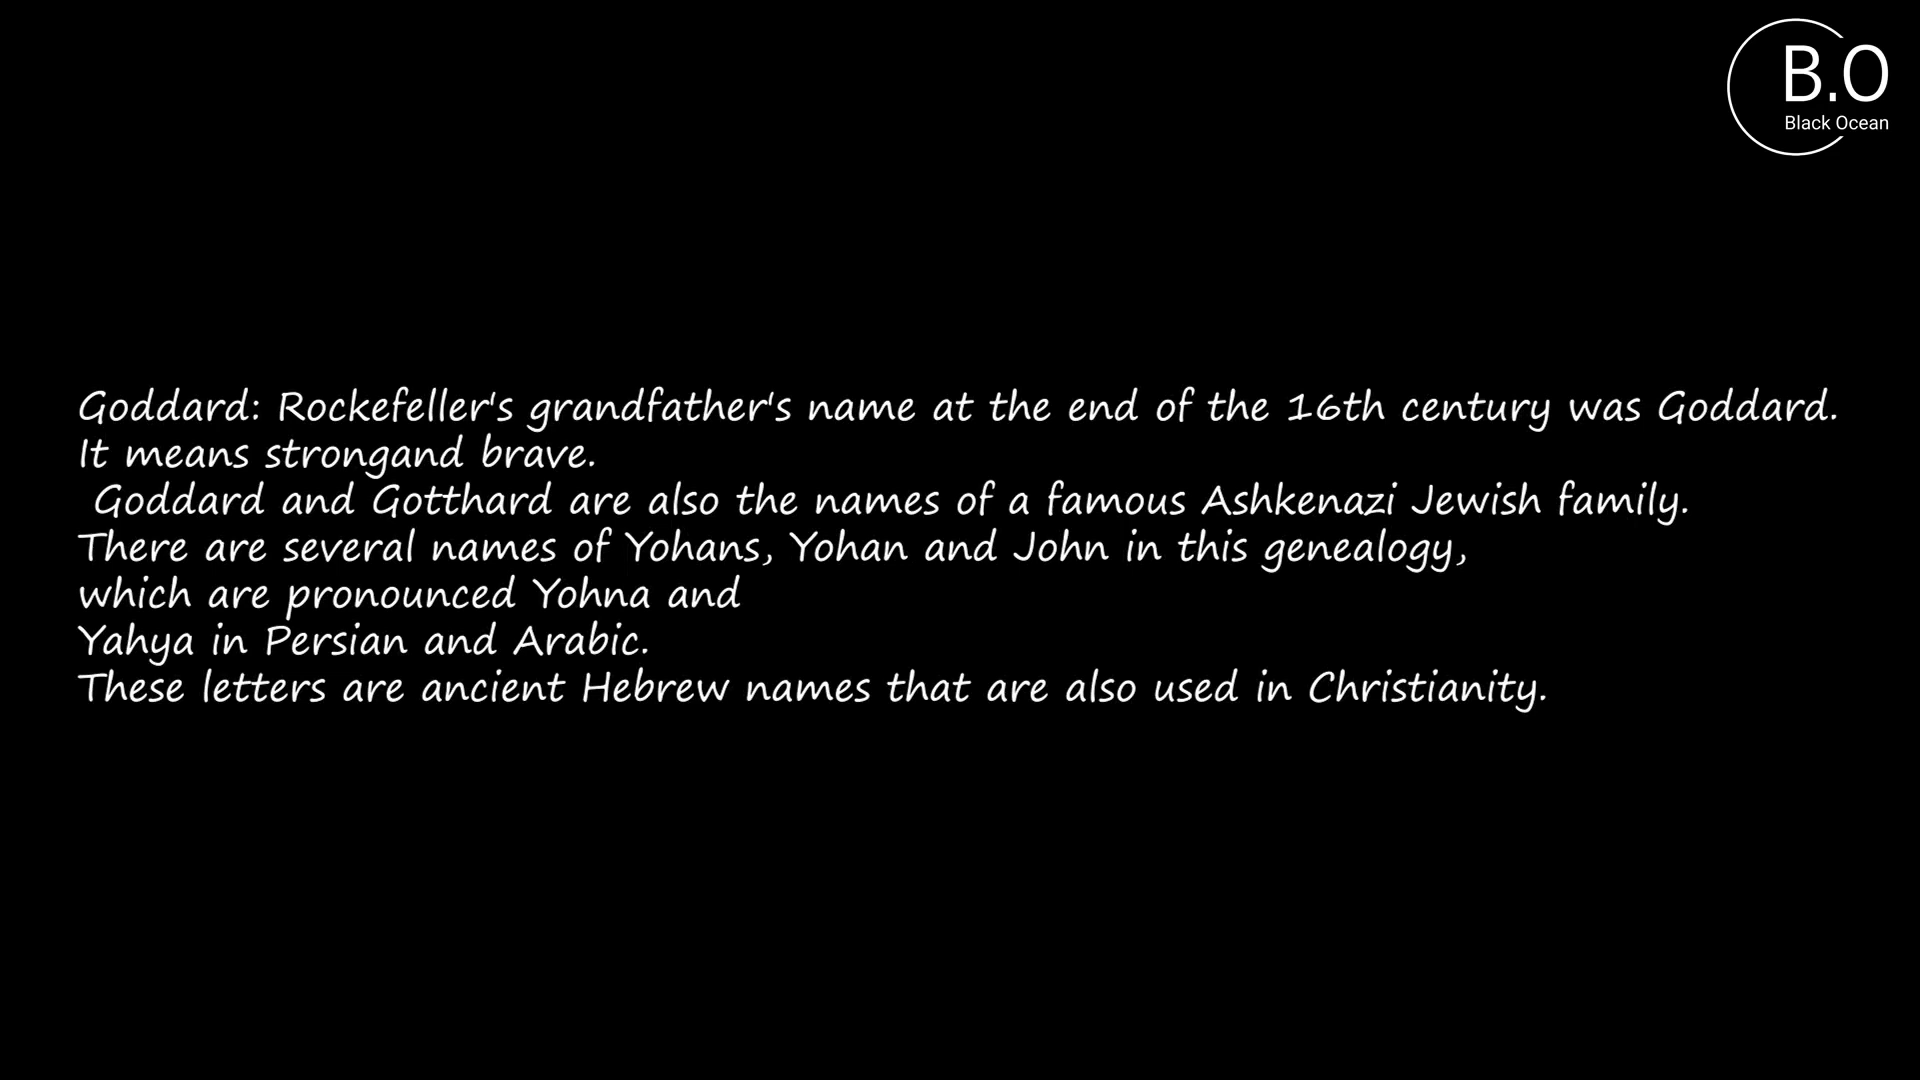 B.O
Black Ocean
Goddard: Rockefeller's grandfather's name at the end of the 16th century was Goddard.
It means strongand brave.
Goddard and Gotthard are also the names of a famous Ashkenazi Jewish family.
There are several names of Yohans, Yohan and John in this genealogy,
which are pronounced Yohna and
Yahya in Persian and Arabic.
These letters are ancient Hebrew names that are also used in Christianity.